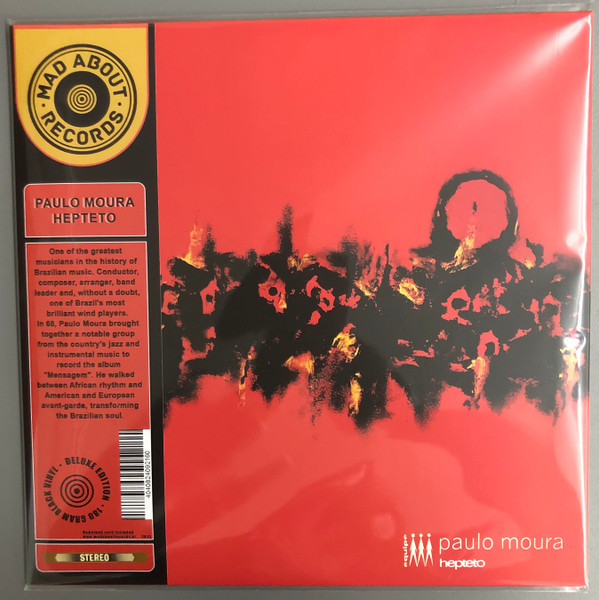 MAD ABOUT
RECORDS
PAULO MOURA
HEPTETO
One of the greatest
musicians in the history of
Brazilian music. Conductor,
composer, arranger, band
leader and, without a doubt,
one of Brazil's most
brilliant wind players.
In 68, Paulo Moura brought
together a notable group
from the country's jazz and
instrumental music to
record the album
"Mensagem". He walked
between African rhythm and
American and European
avant-garde, transforming
the Brazilian soul.
DELUXE EDITION · 180 GRAM BLACK VINYL ·
4040824092160
STEREO
equipe
paulo moura
hepteto